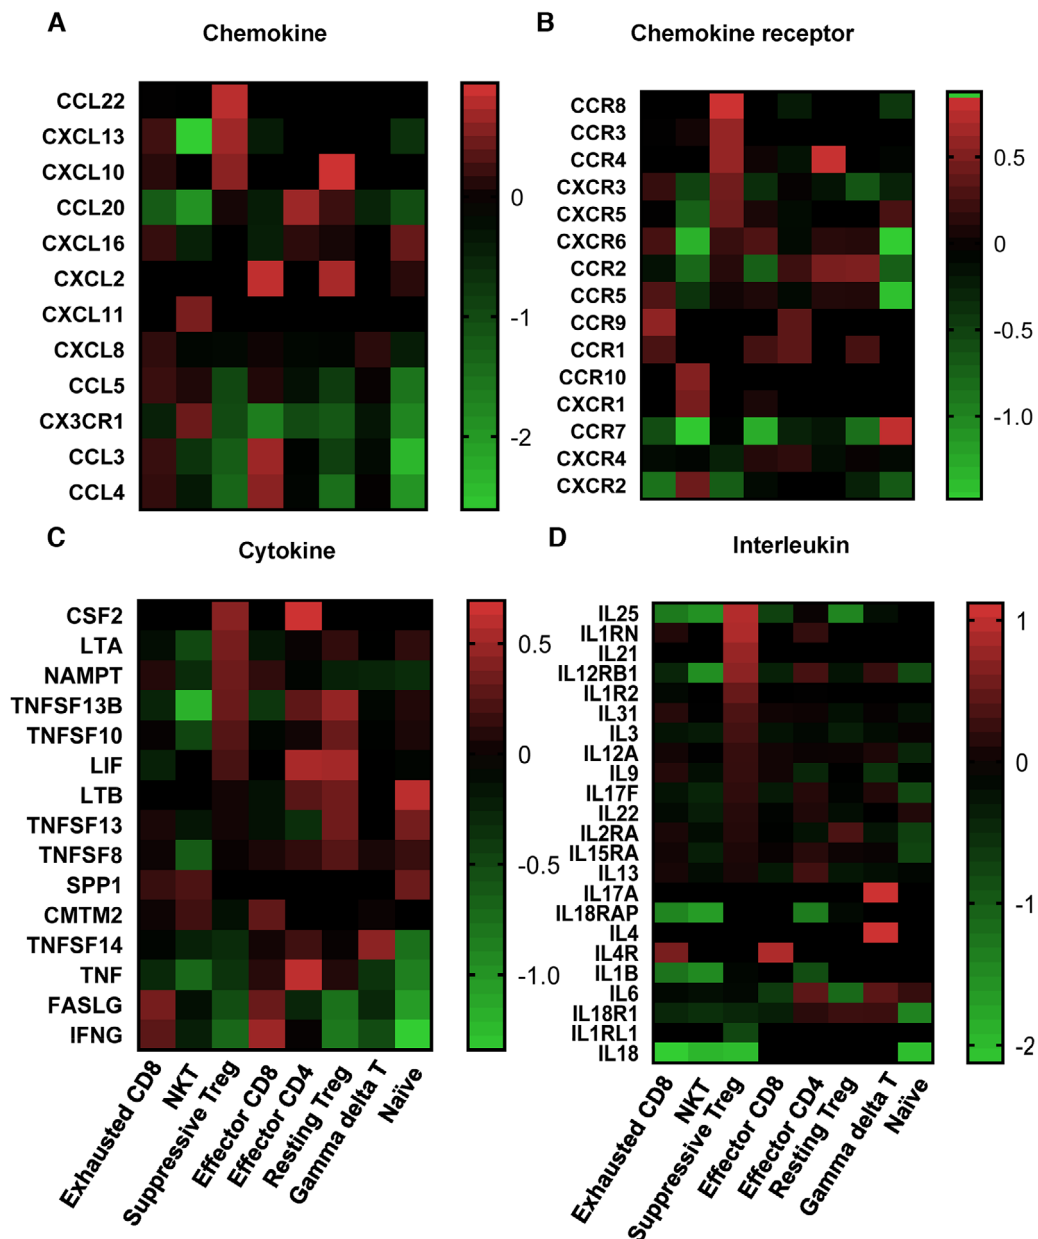 A
Chemokine
CCL22
CXCL13
CXCL10
CCL20
CXCL16
CXCL2
CXCL11
CXCL8
CCL5
CX3CR1
CCL3
CCL4
0
-1
-2
B
Chemokine receptor
CCR8
CCR3
CCR4
CXCR3
CXCR5
CXCR6
CCR2
CCR5
CCR9
CCR1
CCR10
CXCR1
CCR7
CXCR4
CXCR2
0.5
0
-0.5
-1.0
C
Cytokine
CSF2
LTA
NAMPT
TNFSF13B
TNFSF10
LIF
LTB
TNFSF13
TNFSF8
SPP1
CMTM2
TNFSF14
TNF
FASLG
IFNG
0.5
0
-0.5
-1.0
Exhausted CD8
NKT
Suppressive Treg
Effector CD8
Effector CD4
Resting Treg
Gamma delta T
Naïve
D
Interleukin
IL25
IL1RN
IL21
IL12RB1
IL1R2
IL31
IL3
IL12A
IL9
IL17F
IL22
IL2RA
IL15RA
IL13
IL17A
IL18RAP
IL4
IL4R
IL1B
IL6
IL18R1
IL1RL1
IL18
1
0
-1
-2
Exhausted CD8
NKT
Suppressive Treg
Effector CD8
Effector CD4
Resting Treg
Gamma delta T
Naïve